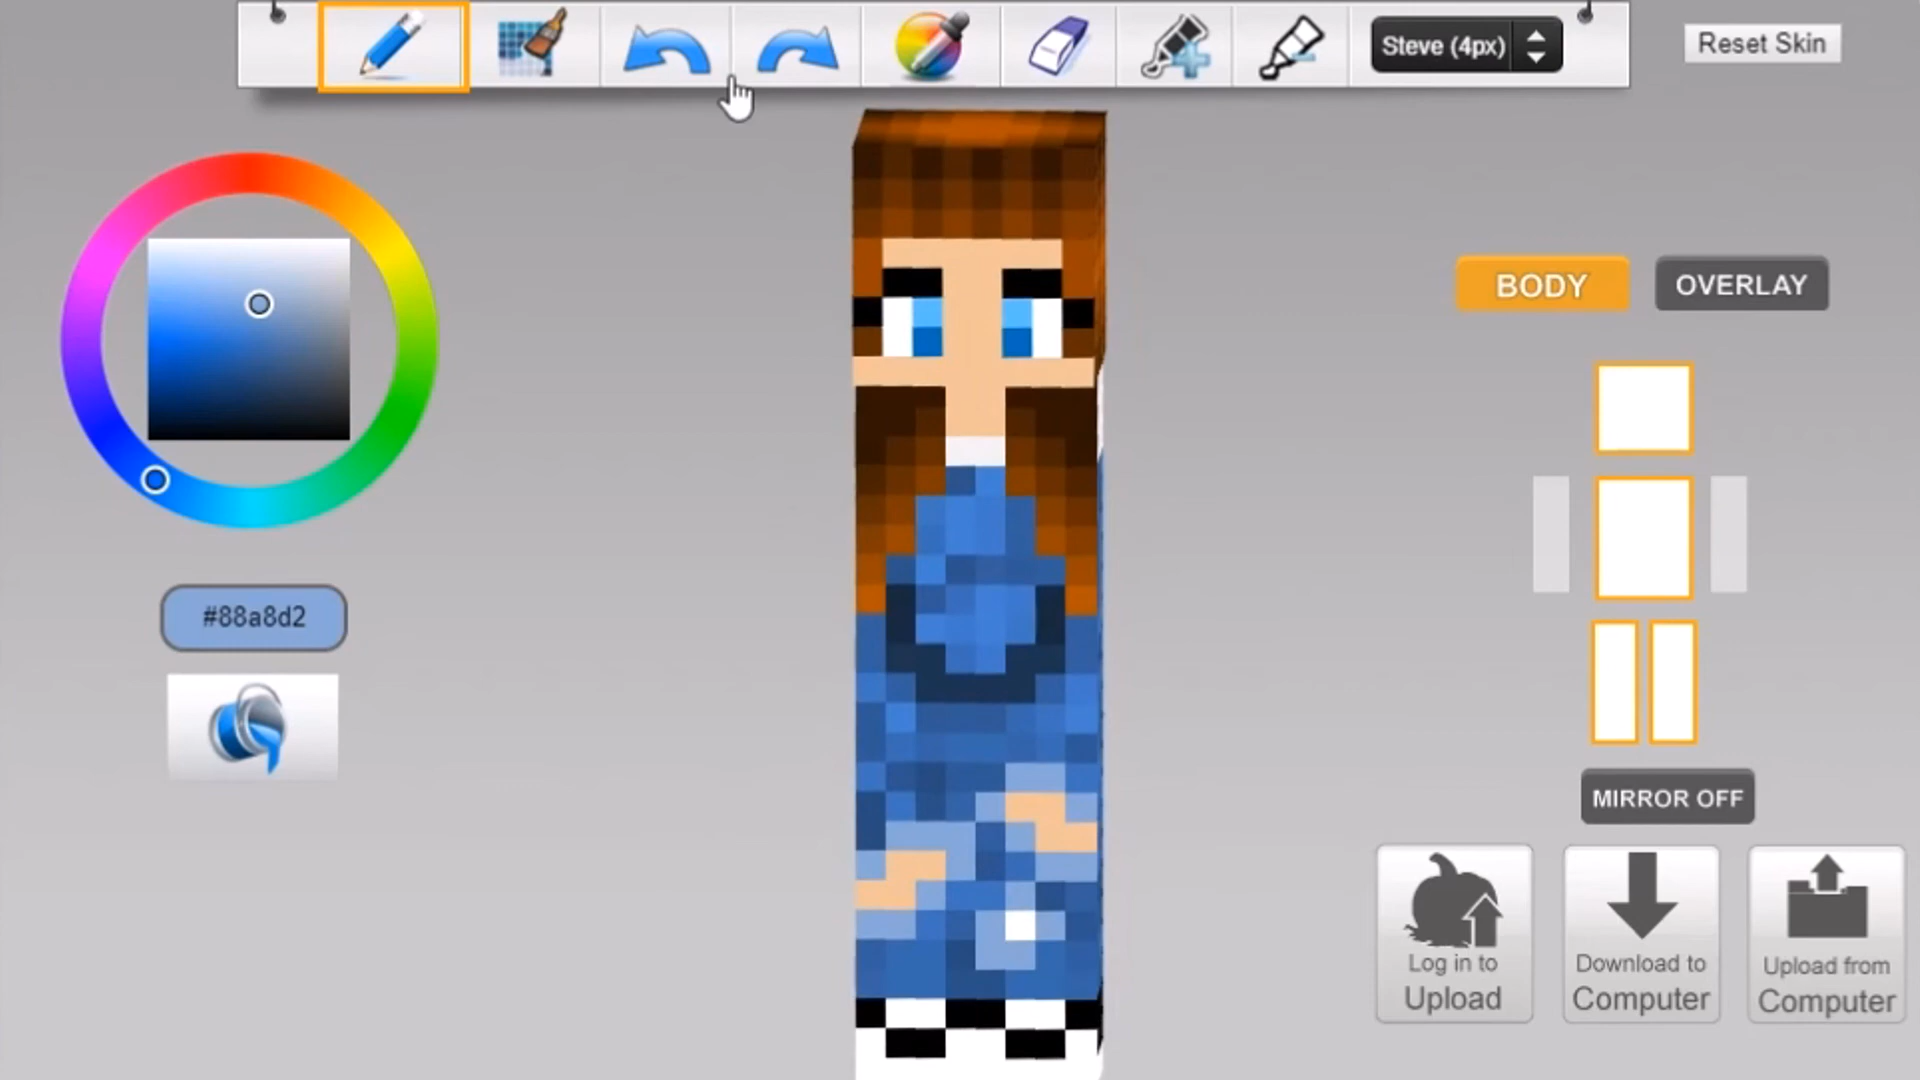 Steve (4px)
Reset Skin
BODY
OVERLAY
#88a8d2
MIRROR OFF
Log in to
Upload
Download to
Computer
Upload from
Computer